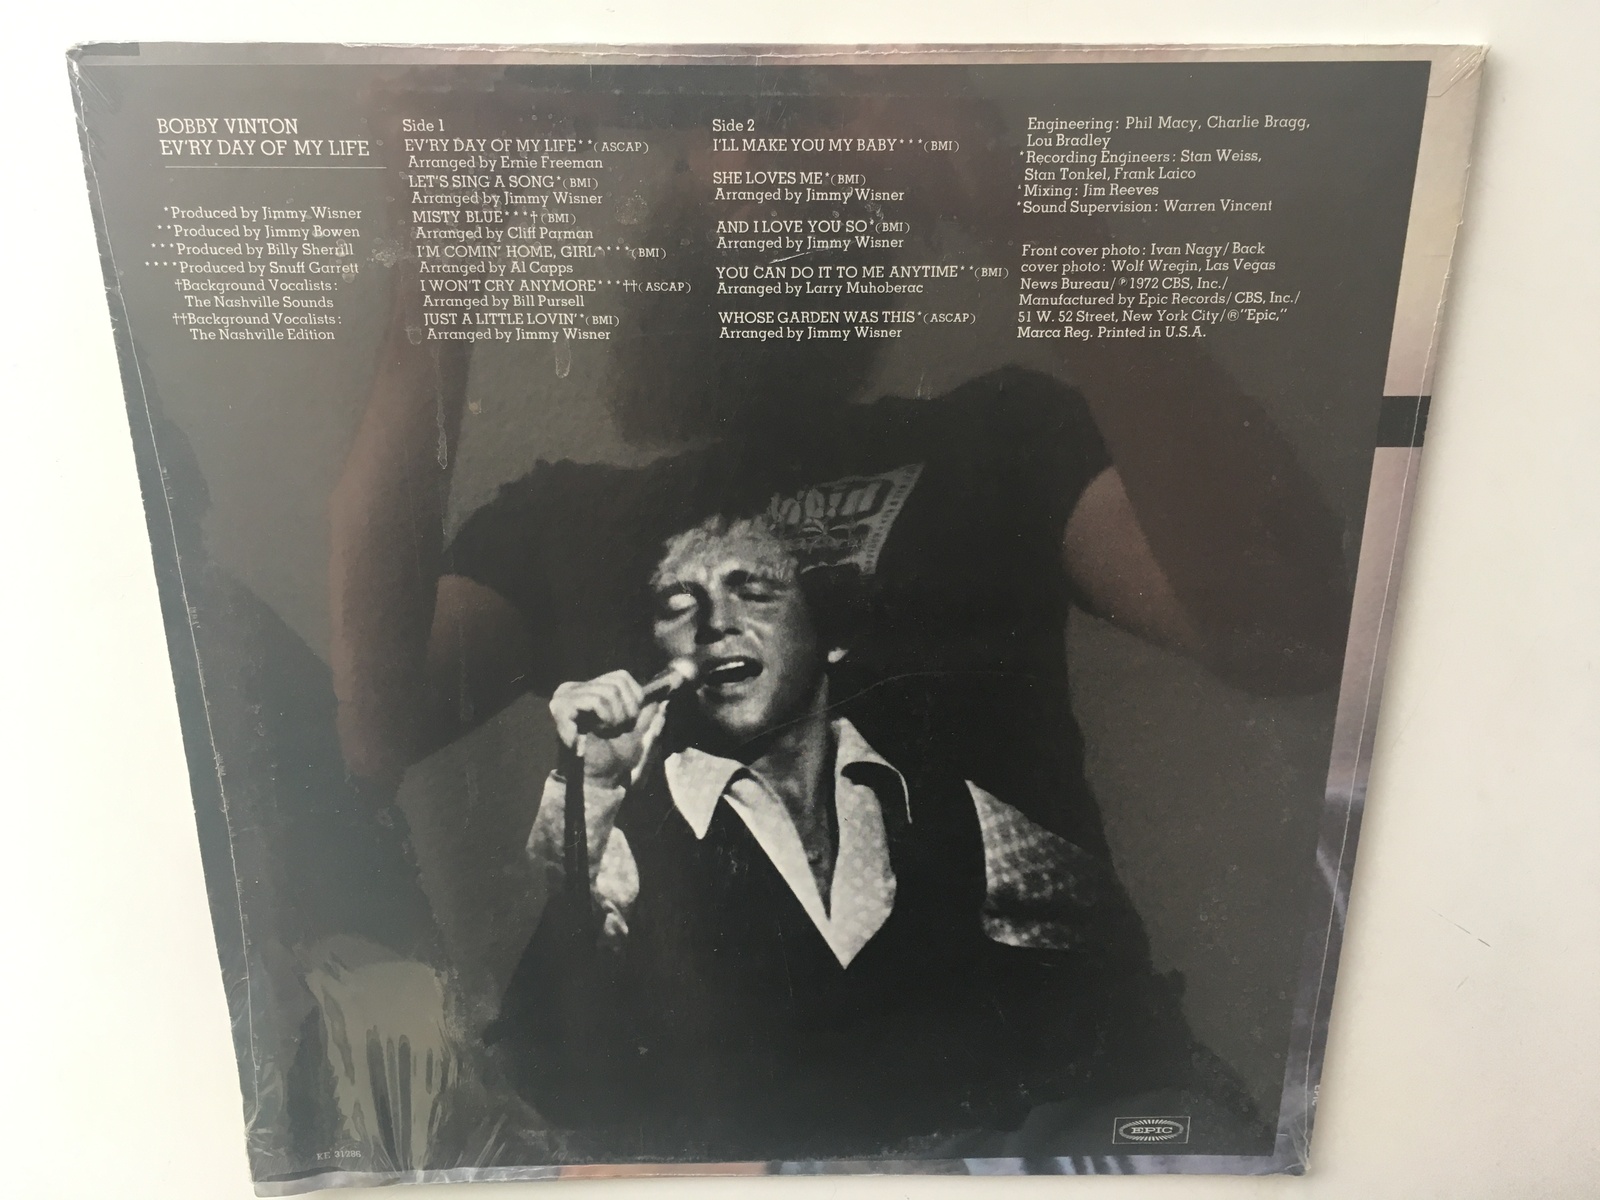 BOBBY VINTON
EV'RY DAY OF MY LIFE
*Produced by Jimmy Wisner
**Produced by Jimmy Bowen
***Produced by Billy Sherrill
****Produced by Snuff Garrett
†Background Vocalists:
The Nashville Sounds
††Background Vocalists:
The Nashville Edition
Side 1
EV'RY DAY OF MY LIFE**(ASCAP)
Arranged by Ernie Freeman
LET'S SING A SONG*(BMI)
Arranged by Jimmy Wisner
MISTY BLUE***†(BMI)
Arranged by Cliff Parman
I'M COMIN' HOME, GIRL****(BMI)
Arranged by Al Capps
I WON'T CRY ANYMORE***††(ASCAP)
Arranged by Bill Pursell
JUST A LITTLE LOVIN'*(BMI)
Arranged by Jimmy Wisner
Side 2
I'LL MAKE YOU MY BABY***(BMI)
SHE LOVES ME*(BMI)
Arranged by Jimmy Wisner
AND I LOVE YOU SO*(BMI)
Arranged by Jimmy Wisner
YOU CAN DO IT TO ME ANYTIME**(BMI)
Arranged by Larry Muhoberac
WHOSE GARDEN WAS THIS*(ASCAP)
Arranged by Jimmy Wisner
Engineering: Phil Macy, Charlie Bragg,
Lou Bradley
*Recording Engineers: Stan Weiss,
Stan Tonkel, Frank Laico
*Mixing: Jim Reeves
*Sound Supervision: Warren Vincent
Front cover photo: Ivan Nagy/Back
cover photo: Wolf Wregin, Las Vegas
News Bureau/℗1972 CBS, Inc./
Manufactured by Epic Records/CBS, Inc./
51 W. 52 Street, New York City/®"Epic,"
Marca Reg. Printed in U.S.A.
EPIC
KE 31286